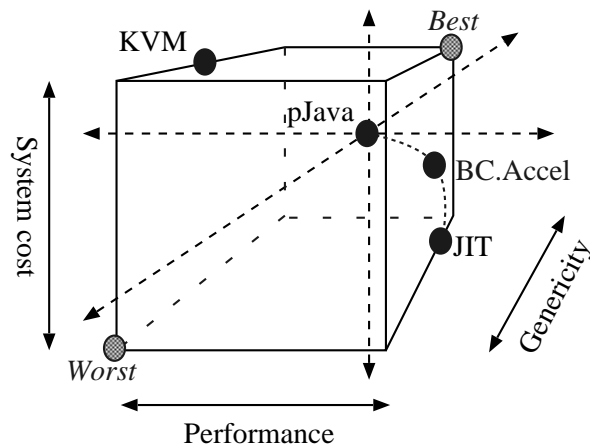 Best
KVM
pJava
BC.Accel
System cost
JIT
Genericity
Worst
Performance